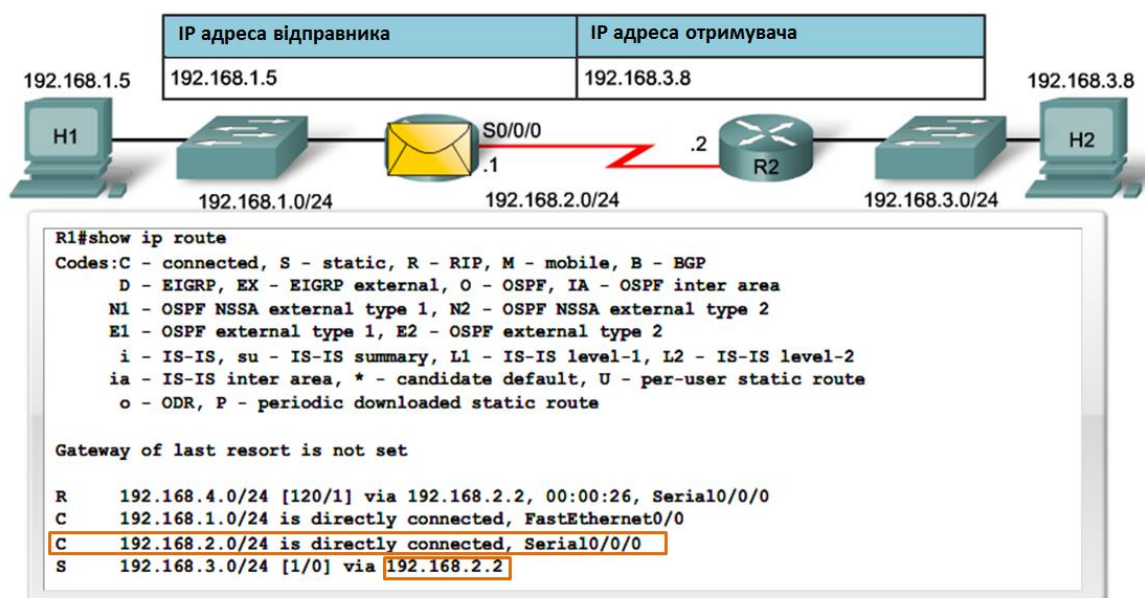 IP адреса відправника
IP адреса отримувача
192.168.1.5
192.168.3.8
192.168.1.5
192.168.3.8
H1
S0/0/0
.1
.2
R2
H2
192.168.1.0/24
192.168.2.0/24
192.168.3.0/24
R1#show ip route
Codes:C - connected, S - static, R - RIP, M - mobile, B - BGP
D - EIGRP, EX - EIGRP external, O - OSPF, IA - OSPF inter area
N1 - OSPF NSSA external type 1, N2 - OSPF NSSA external type 2
E1 - OSPF external type 1, E2 - OSPF external type 2
i - IS-IS, su - IS-IS summary, L1 - IS-IS level-1, L2 - IS-IS level-2
ia - IS-IS inter area, * - candidate default, U - per-user static route
o - ODR, P - periodic downloaded static route
Gateway of last resort is not set
R 192.168.4.0/24 [120/1] via 192.168.2.2, 00:00:26, Serial0/0/0
C 192.168.1.0/24 is directly connected, FastEthernet0/0
C 192.168.2.0/24 is directly connected, Serial0/0/0
S 192.168.3.0/24 [1/0] via 192.168.2.2